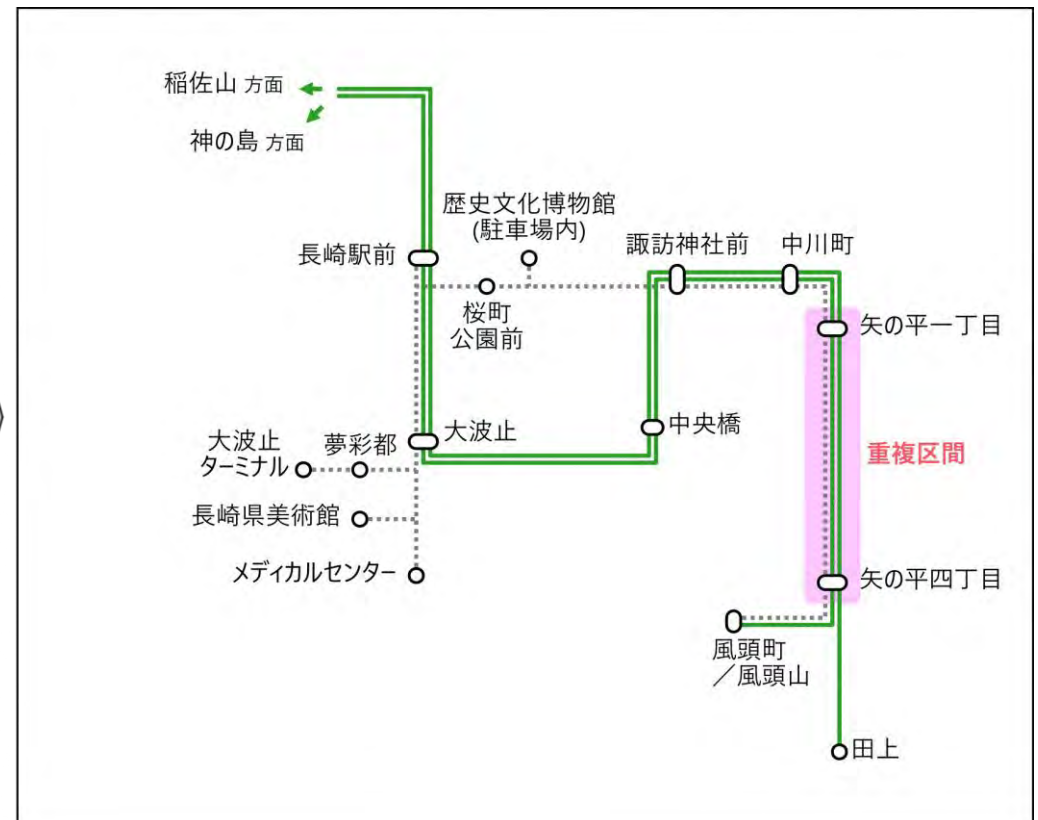 稲佐山 方面
神の島 方面
歴史文化博物館
(駐車場内)
長崎駅前
諏訪神社前
中川町
桜町
公園前
矢の平一丁目
大波止
ターミナル
夢彩都
大波止
中央橋
重複区間
長崎県美術館
メディカルセンター
矢の平四丁目
風頭町
／風頭山
田上